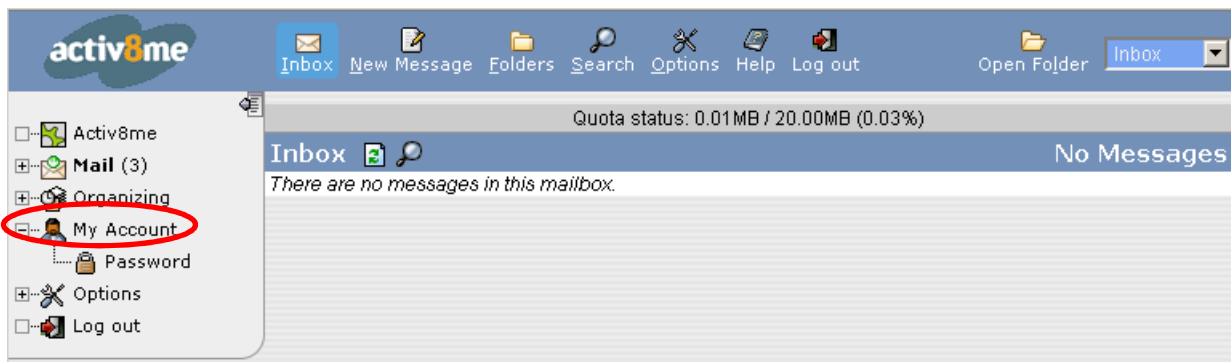 activ8me
Inbox New Message Folders Search Options Help Log out Open Folder Inbox
Quota status: 0.01MB / 20.00MB (0.03%)
Inbox No Messages
There are no messages in this mailbox.
Activ8me
Mail (3)
Organizing
My Account
Password
Options
Log out